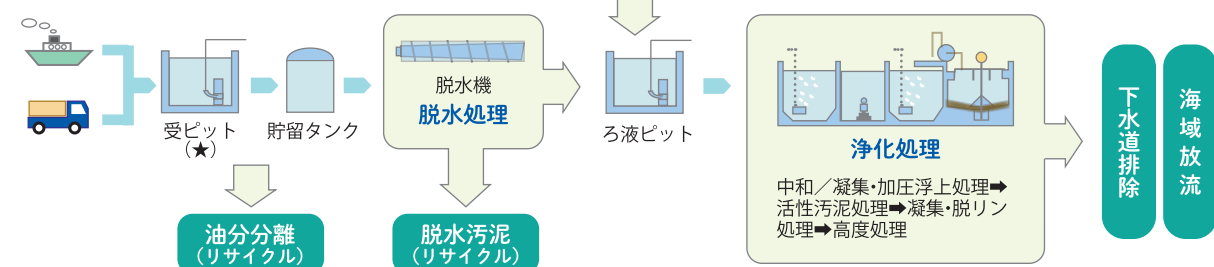 受ピット
(★)
貯留タンク
油分分離
(リサイクル)
脱水機
脱水処理
脱水汚泥
(リサイクル)
ろ液ピット
浄化処理
中和／凝集・加圧浮上処理➡
活性汚泥処理➡凝集・脱リン
処理➡高度処理
下水道排除
海域放流